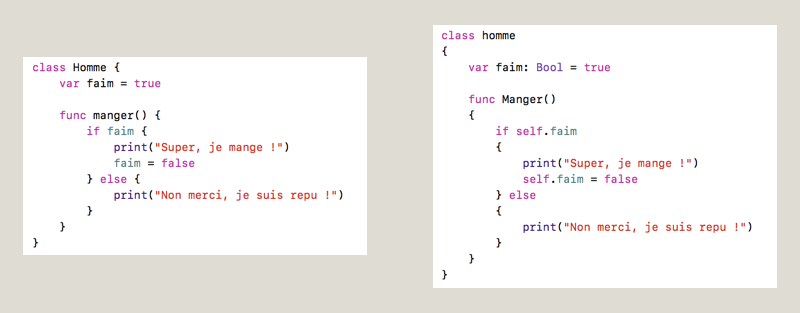 class Homme {
    var faim = true

    func manger() {
        if faim {
            print("Super, je mange !")
            faim = false
        } else {
            print("Non merci, je suis repu !")
        }
    }
}
class homme
{
    var faim: Bool = true

    func Manger()
    {
        if self.faim
        {
            print("Super, je mange !")
            self.faim = false
        } else
        {
            print("Non merci, je suis repu !")
        }
    }
}